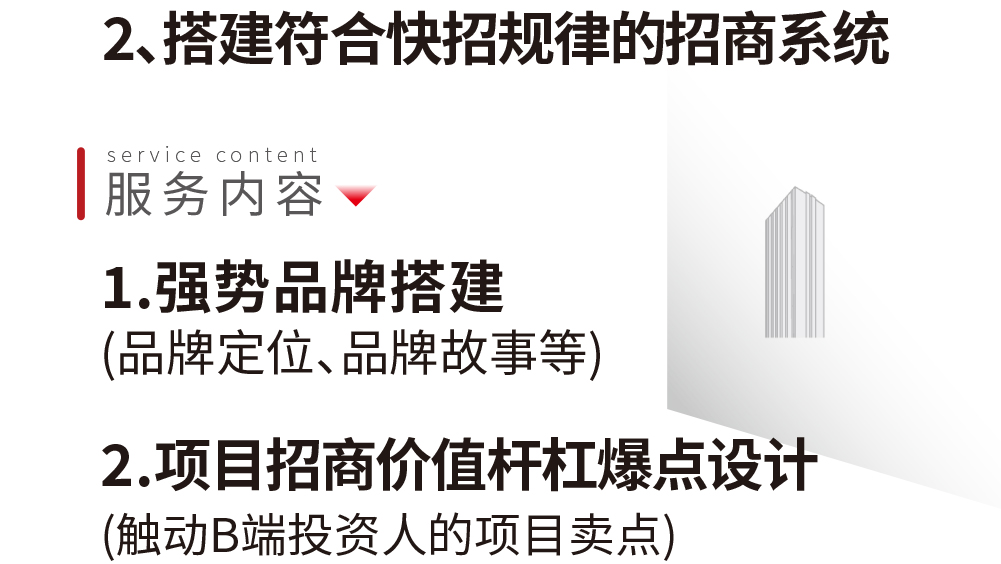 2、搭建符合快招规律的招商系统
service content
服务内容
1.强势品牌搭建
(品牌定位、品牌故事等)
2.项目招商价值杆杠爆点设计
(触动B端投资人的项目卖点)